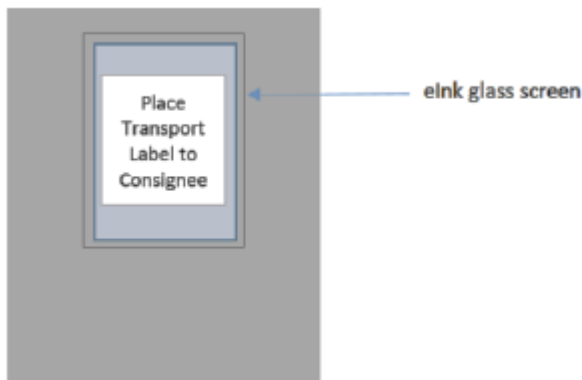 Place
Transport
Label to
Consignee
eInk glass screen